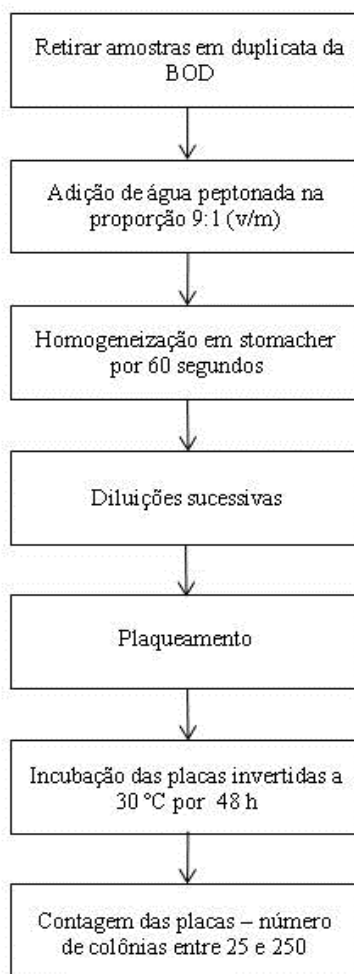 Retirar amostras em duplicata da
BOD
Adição de água peptonada na
proporção 9:1 (v/m)
Homogeneização em stomacher
por 60 segundos
Diluições sucessivas
Plaqueamento
Incubação das placas invertidas a
30 ºC por 48 h
Contagem das placas – número
de colônias entre 25 e 250